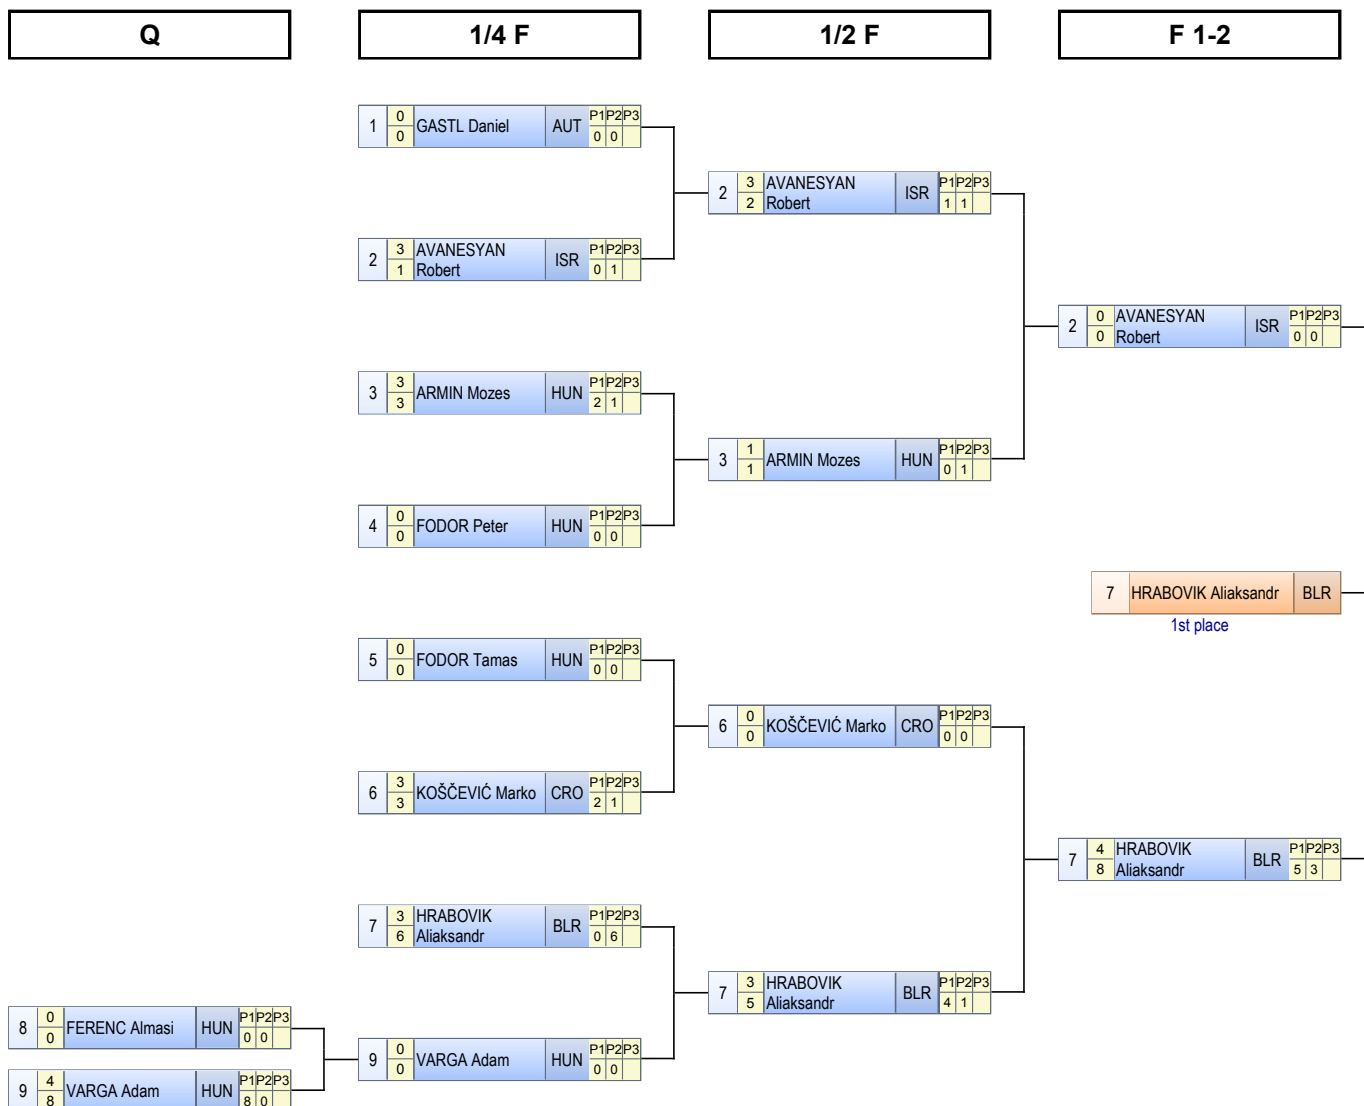 Q 1/4 F 1/2 F F 1-2
1 0 GASTL Daniel AUT P1 P2 P3
0 0 0
2 3 AVANESYAN ISR P1 P2 P3
2 Robert 1 1
2 3 AVANESYAN ISR P1 P2 P3
1 Robert 0 1
2 0 AVANESYAN ISR P1 P2 P3
0 Robert 0 0
3 3 ARMIN Mozes HUN P1 P2 P3
3 2 1
3 1 ARMIN Mozes HUN P1 P2 P3
1 0 1
4 0 FODOR Peter HUN P1 P2 P3
0 0 0
7 HRABOVIK Aliaksandr BLR
1st place
5 0 FODOR Tamas HUN P1 P2 P3
0 0 0
6 0 KOŠČEVIĆ Marko CRO P1 P2 P3
0 0 0
6 3 KOŠČEVIĆ Marko CRO P1 P2 P3
3 2 1
7 4 HRABOVIK BLR P1 P2 P3
8 Aliaksandr 5 3
7 3 HRABOVIK BLR P1 P2 P3
6 Aliaksandr 0 6
7 3 HRABOVIK BLR P1 P2 P3
5 Aliaksandr 4 1
8 0 FERENC Almasi HUN P1 P2 P3
0 0 0
9 0 VARGA Adam HUN P1 P2 P3
0 0 0
9 4 VARGA Adam HUN P1 P2 P3
8 8 0